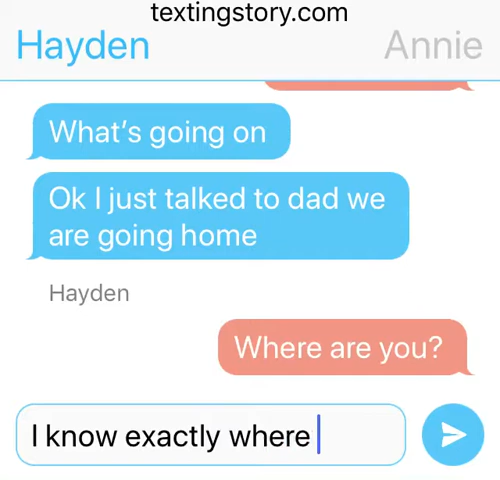 textingstory.com
Hayden
Annie
What's going on
Ok I just talked to dad we
are going home
Hayden
Where are you?
I know exactly where